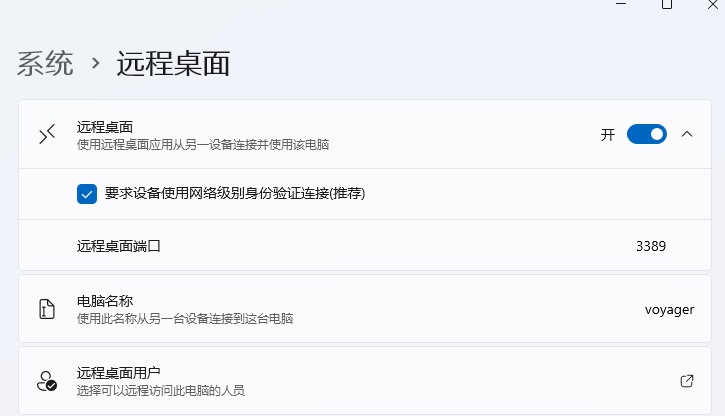 系统 › 远程桌面
远程桌面
使用远程桌面应用从另一设备连接并使用该电脑
开
要求设备使用网络级别身份验证连接(推荐)
远程桌面端口
3389
电脑名称
使用此名称从另一台设备连接到这台电脑
voyager
远程桌面用户
选择可以远程访问此电脑的人员